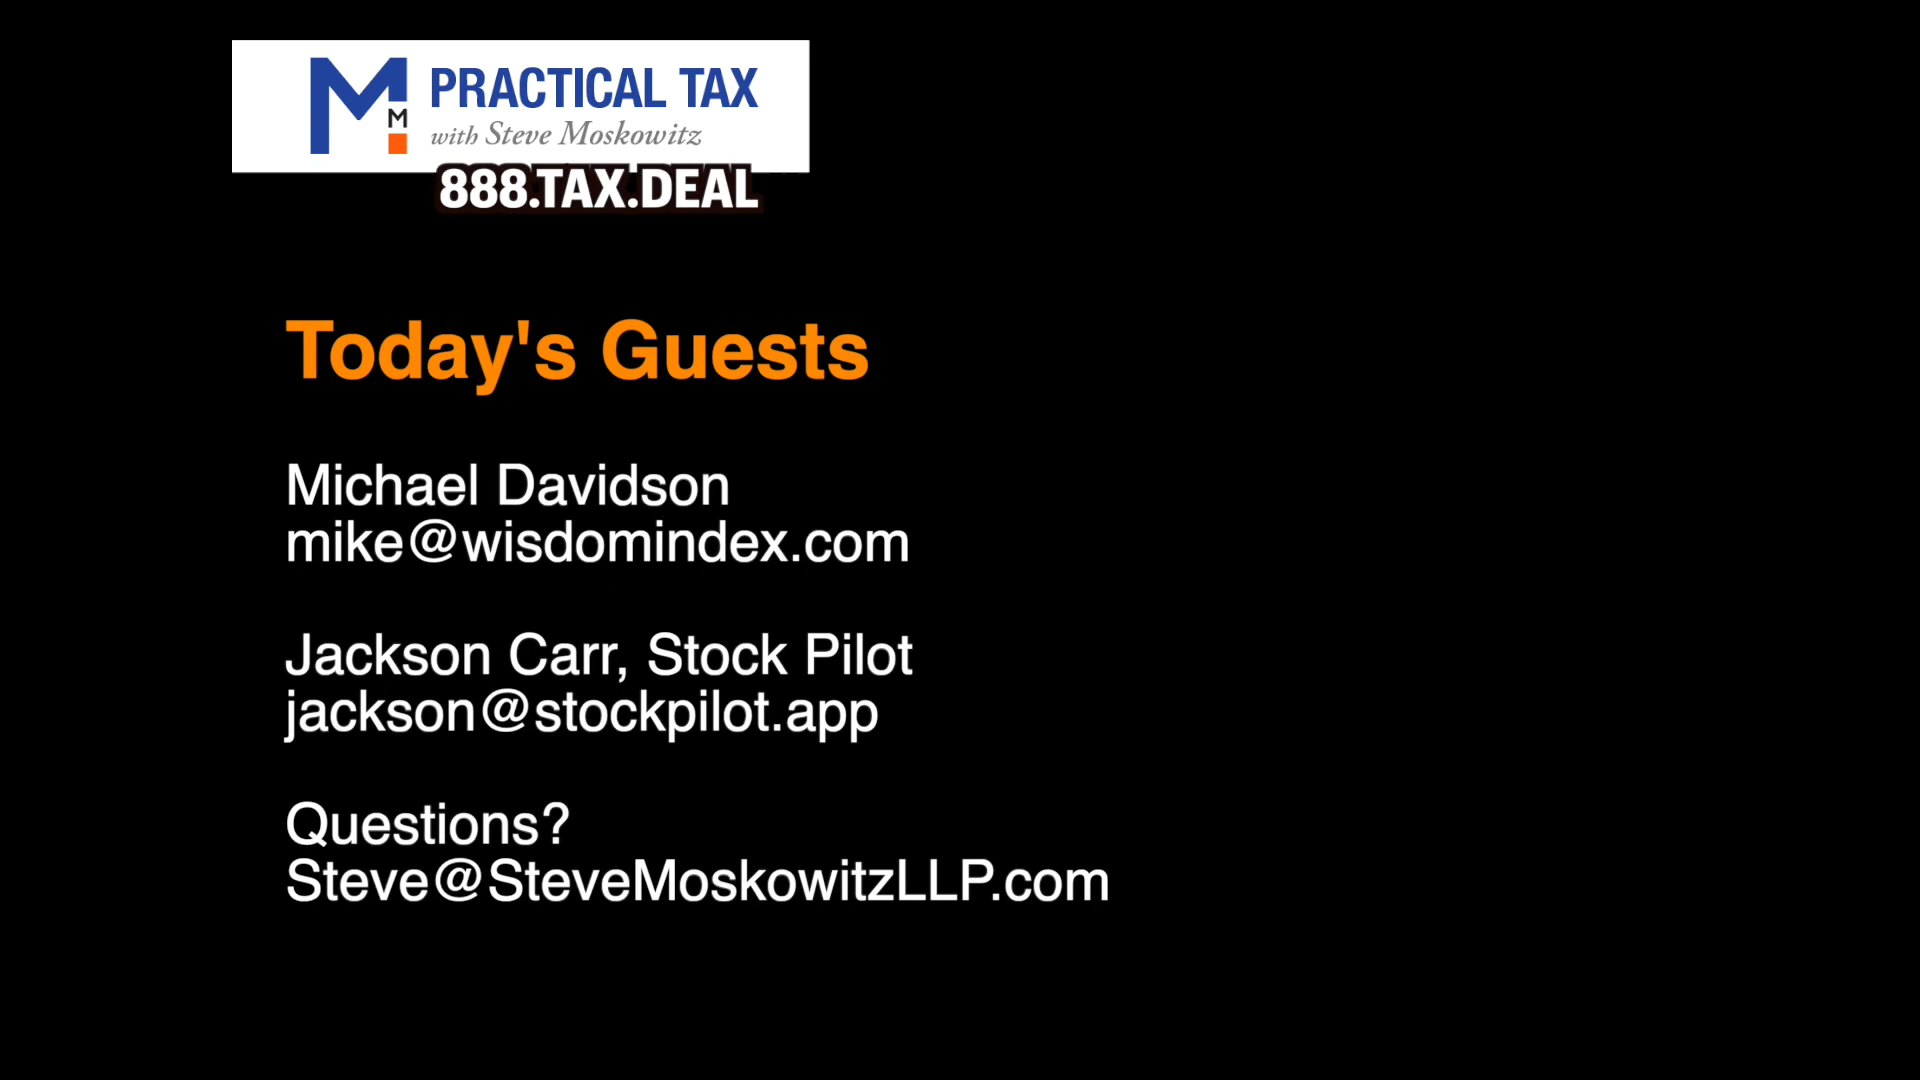 M
M
PRACTICAL TAX
with Steve Moskowitz
888.TAX.DEAL
Today's Guests
Michael Davidson
mike@wisdomindex.com
Jackson Carr, Stock Pilot
jackson@stockpilot.app
Questions?
Steve@SteveMoskowitzLLP.com